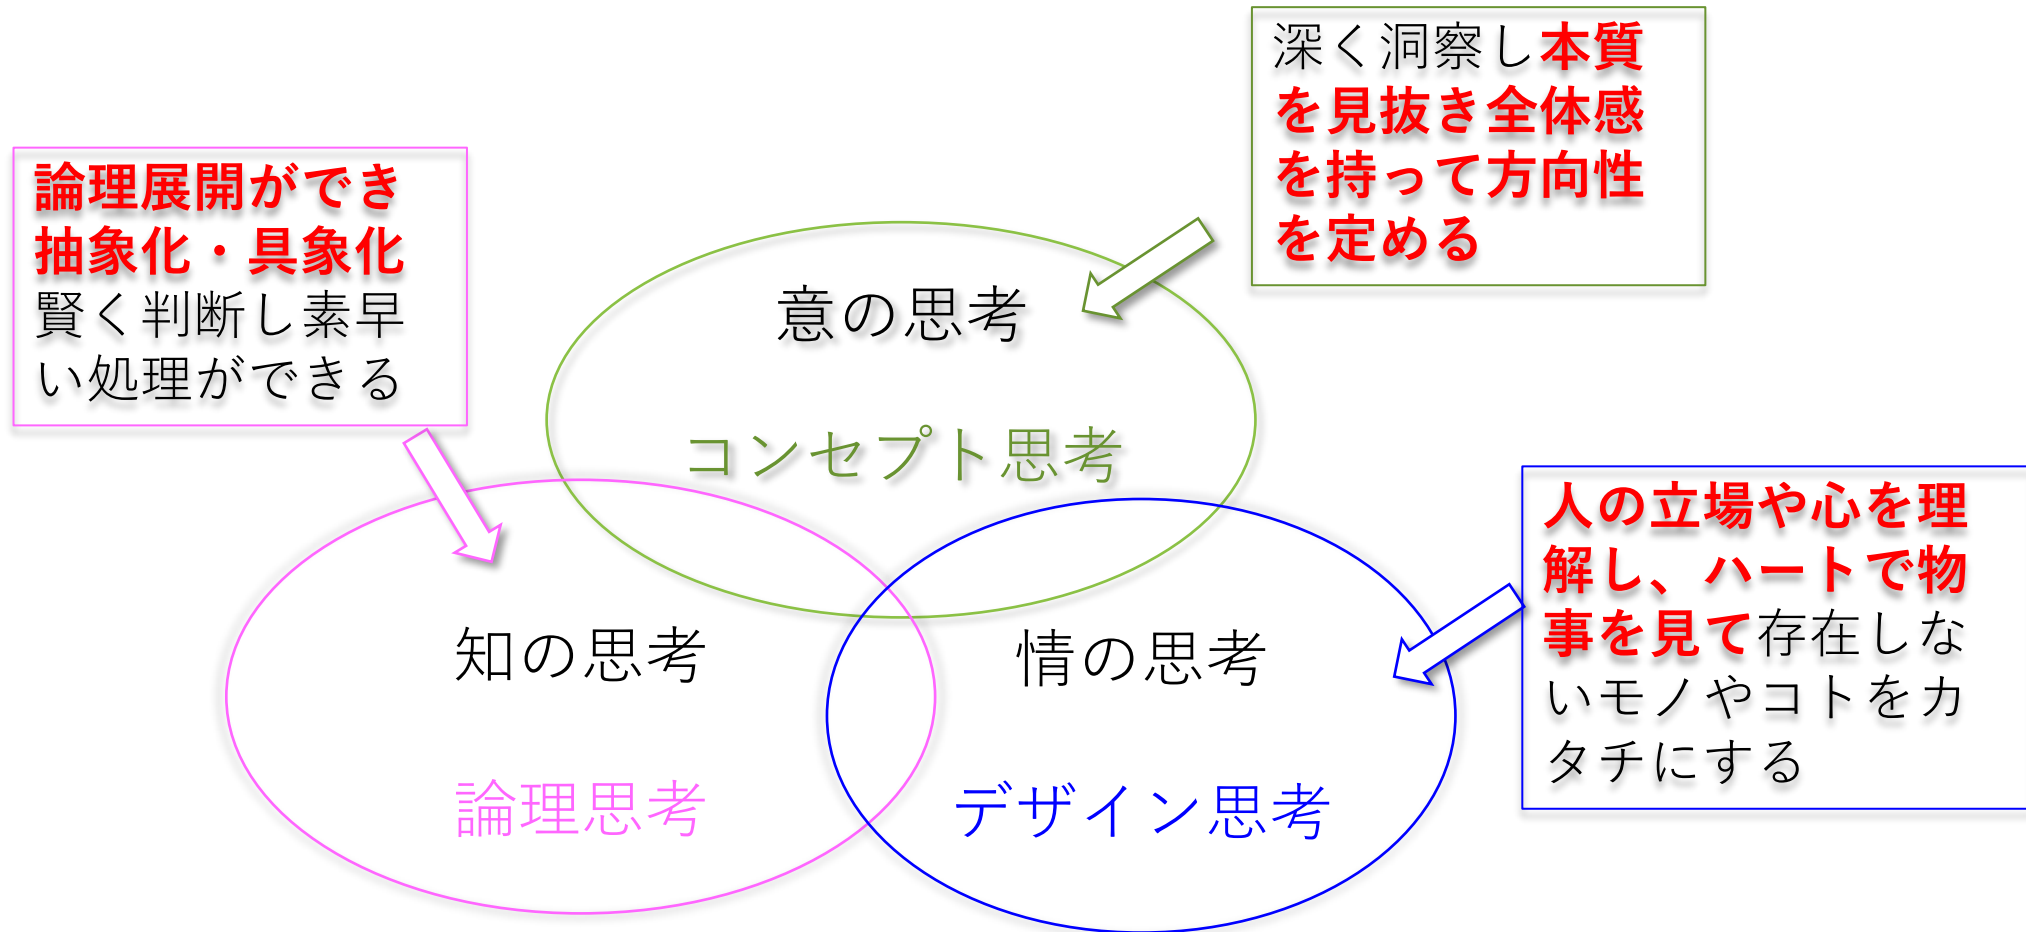 深く洞察し本質
を見抜き全体感
を持って方向性
を定める
論理展開ができ
抽象化・具象化
賢く判断し素早
い処理ができる
意の思考
コンセプト思考
人の立場や心を理
解し、ハートで物
事を見て存在しな
いモノやコトをカ
タチにする
知の思考
論理思考
情の思考
デザイン思考